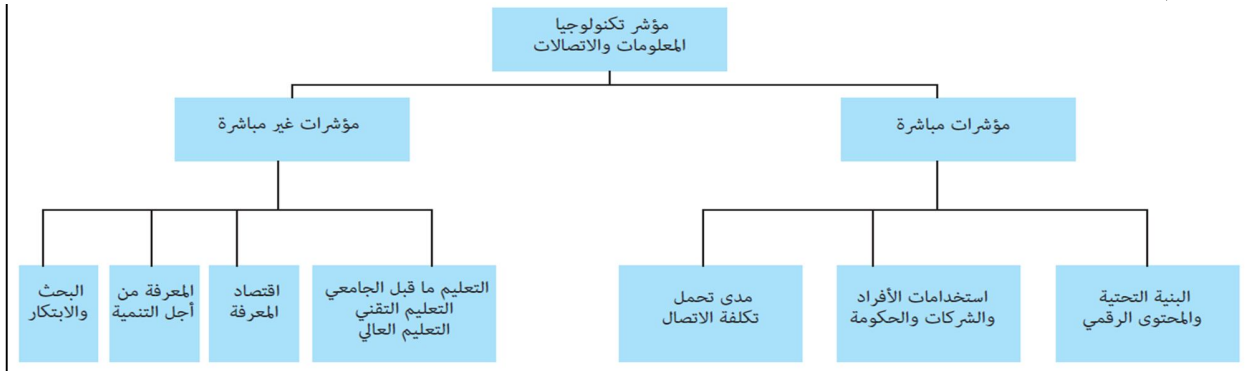 مؤشر تكنولوجيا
المعلومات والاتصالات
مؤشرات مباشرة
مؤشرات غير مباشرة
البنية التحتية
والمحتوى الرقمي
استخدامات الأفراد
والشركات والحكومة
مدى تحمل
تكلفة الاتصال
التعليم ما قبل الجامعي
التعليم التقني
التعليم العالي
اقتصاد
المعرفة
المعرفة من
أجل التنمية
البحث
والابتكار